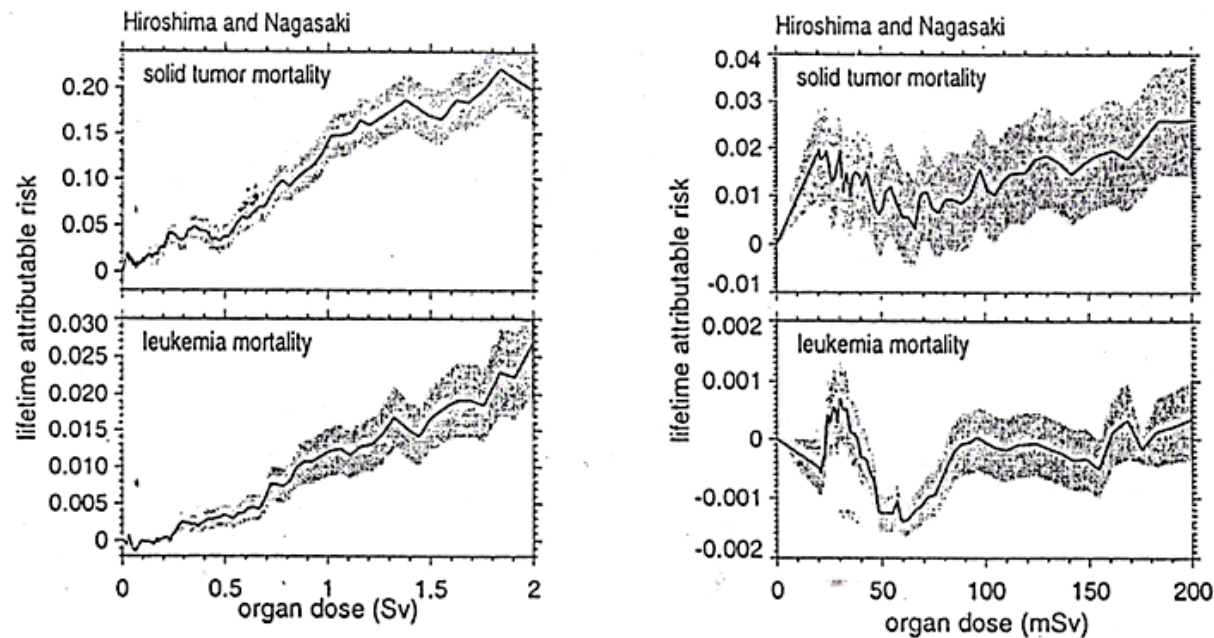 Hiroshima and Nagasaki
solid tumor mortality
0.20
0.15
0.10
0.05
0
lifetime attributable risk
leukemia mortality
0.030
0.025
0.020
0.015
0.010
0.005
0
0 0.5 1 1.5 2
organ dose (Sv)
Hiroshima and Nagasaki
solid tumor mortality
0.04
0.03
0.02
0.01
0
-0.01
lifetime attributable risk
leukemia mortality
0.002
0.001
0
-0.001
-0.002
0 50 100 150 200
organ dose (mSv)